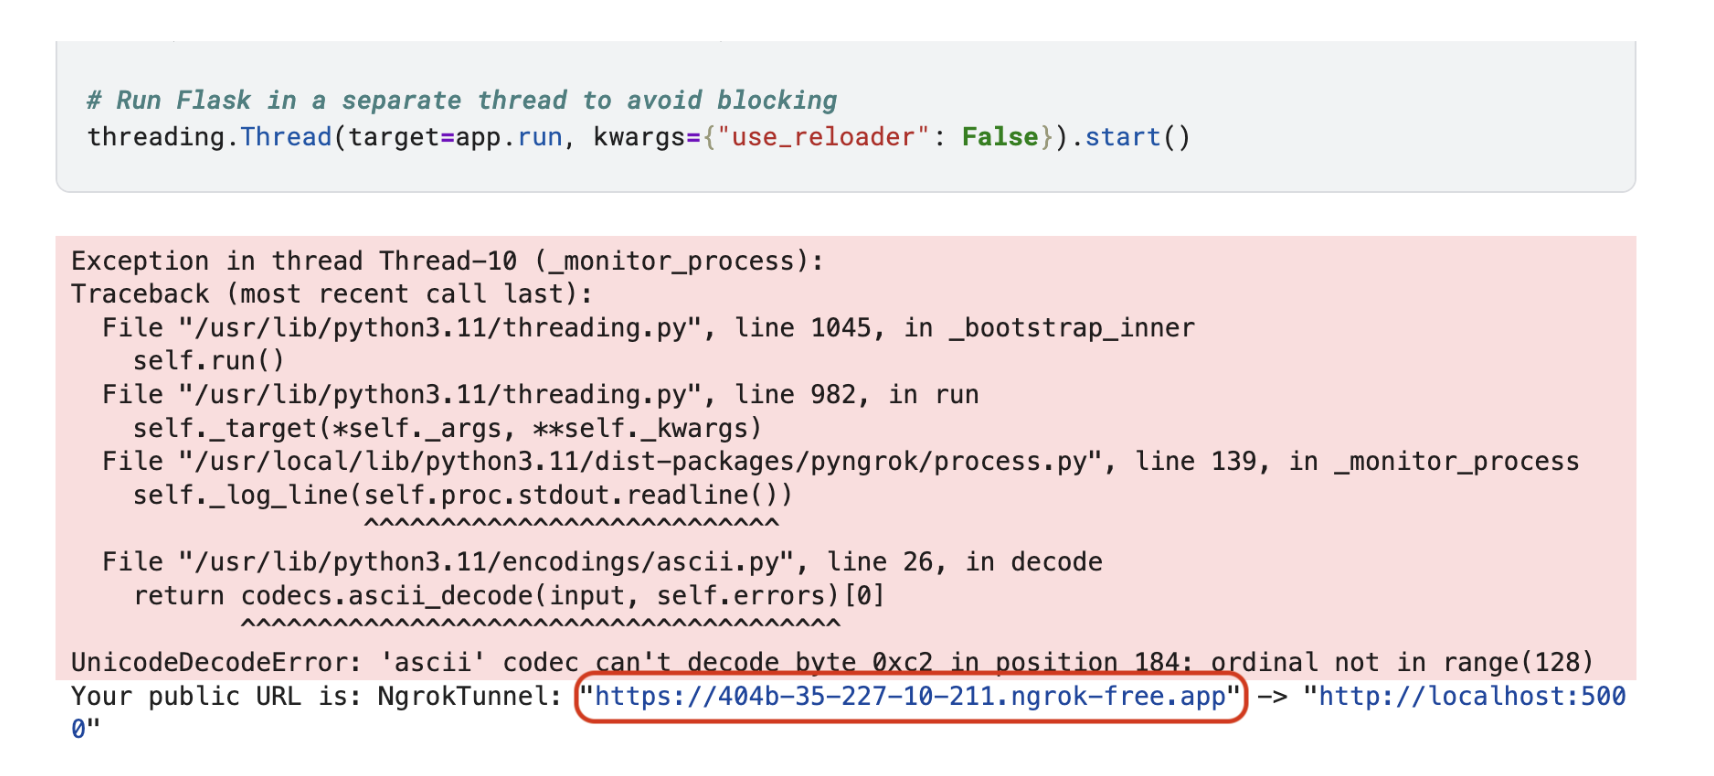 # Run Flask in a separate thread to avoid blocking
threading.Thread(target=app.run, kwargs={"use_reloader": False}).start()
Exception in thread Thread-10 (_monitor_process):
Traceback (most recent call last):
  File "/usr/lib/python3.11/threading.py", line 1045, in _bootstrap_inner
    self.run()
  File "/usr/lib/python3.11/threading.py", line 982, in run
    self._target(*self._args, **self._kwargs)
  File "/usr/local/lib/python3.11/dist-packages/pyngrok/process.py", line 139, in _monitor_process
    self._log_line(self.proc.stdout.readline())
                   ^^^^^^^^^^^^^^^^^^^^^^^^^^^
  File "/usr/lib/python3.11/encodings/ascii.py", line 26, in decode
    return codecs.ascii_decode(input, self.errors)[0]
           ^^^^^^^^^^^^^^^^^^^^^^^^^^^^^^^^^^^^^^^
UnicodeDecodeError: 'ascii' codec can't decode byte 0xc2 in position 184: ordinal not in range(128)
Your public URL is: NgrokTunnel: "https://404b-35-227-10-211.ngrok-free.app" -> "http://localhost:500
0"